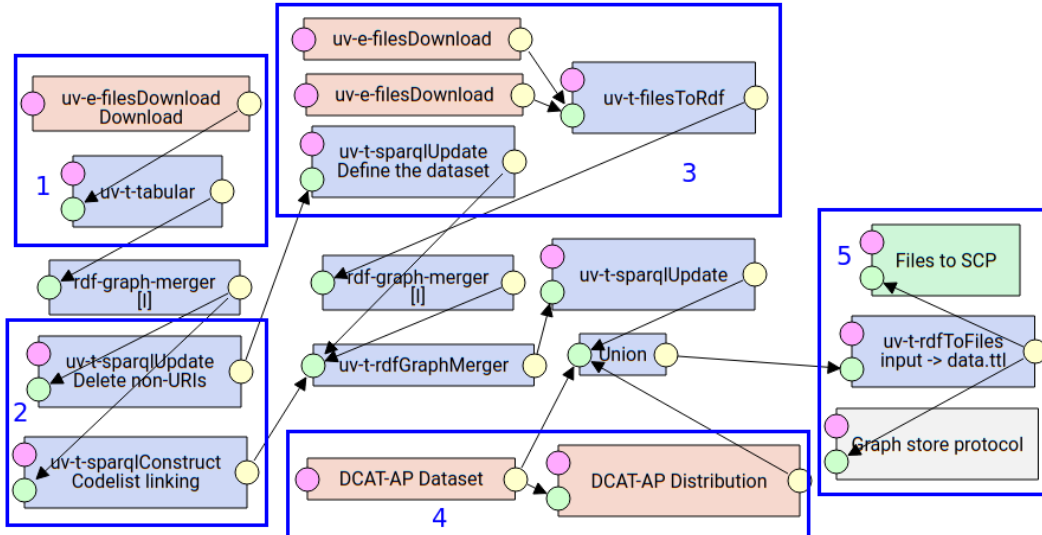 uv-e-filesDownload
Download
1
uv-t-tabular
rdf-graph-merger
[I]
2
uv-t-sparqlUpdate
Delete non-URIs
uv-t-sparqlConstruct
Codelist linking
uv-e-filesDownload
uv-e-filesDownload
uv-t-filesToRdf
uv-t-sparqlUpdate
Define the dataset
3
rdf-graph-merger
[I]
uv-t-sparqlUpdate
uv-t-rdfGraphMerger
Union
DCAT-AP Dataset
DCAT-AP Distribution
4
5
Files to SCP
uv-t-rdfToFiles
input -> data.ttl
Graph store protocol